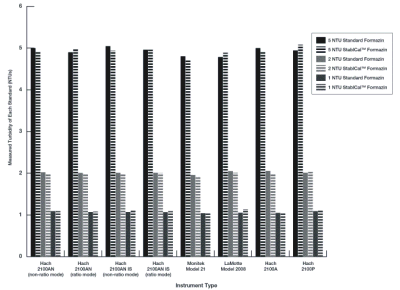 6
5
4
3
2
1
0
Measured Turbidity of Each Standard (NTUs)
5 NTU Standard Formazin
5 NTU StablCal™ Formazin
2 NTU Standard Formazin
2 NTU StablCal™ Formazin
1 NTU Standard Formazin
1 NTU StablCal™ Formazin
Hach
2100AN
(non-ratio mode)
Hach
2100AN
(ratio mode)
Hach
2100AN IS
(non-ratio mode)
Hach
2100AN IS
(ratio mode)
Monitek
Model 21
LaMotte
Model 2008
Hach
2100A
Hach
2100P
Instrument Type